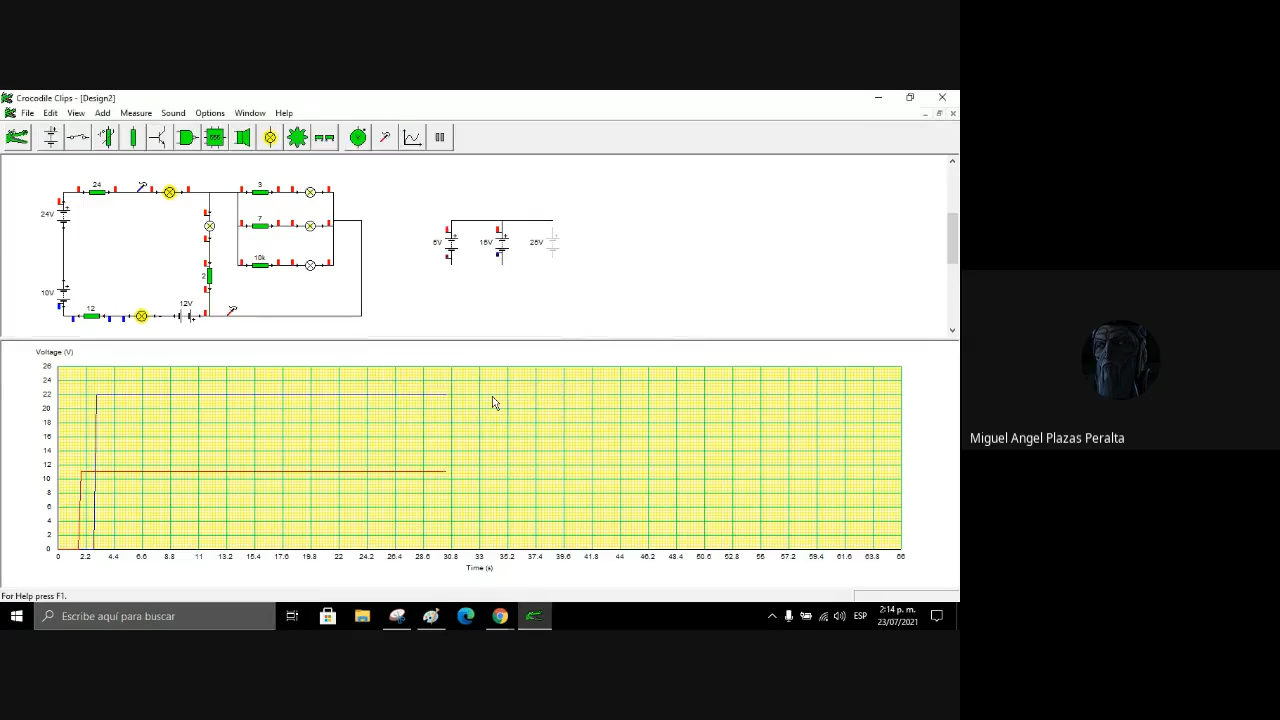 Crocodile Clips - [Design2]
File Edit View Add Measure Sound Options Window Help
555
24 3
24V 7
5V 15V 25V
10k
2
10V 12V
12
Voltage (V)
26
24
22
20
18
16
14
12
10
8
6
4
2
0
0 2.2 4.4 6.6 8.8 11 13.2 15.4 17.6 19.8 22 24.2 26.4 28.6 30.8 33 35.2 37.4 39.6 41.8 44 46.2 48.4 50.6 52.8 55 57.2 59.4 61.6 63.8 66
Time (s)
For Help press F1.
Escribe aquí para buscar
ESP
2:14 p. m.
23/07/2021
Miguel Angel Plazas Peralta